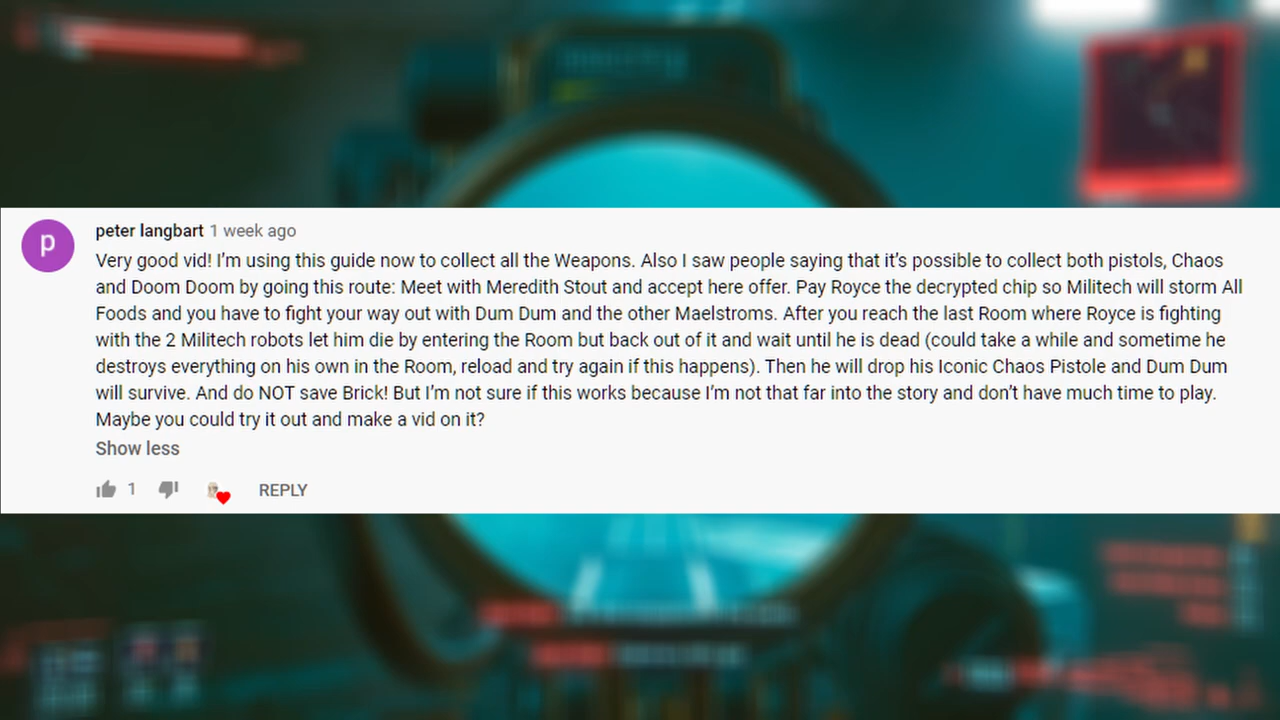 peter langbart 1 week ago
Very good vid! I'm using this guide now to collect all the Weapons. Also I saw people saying that it's possible to collect both pistols, Chaos
and Doom Doom by going this route: Meet with Meredith Stout and accept here offer. Pay Royce the decrypted chip so Militech will storm All
Foods and you have to fight your way out with Dum Dum and the other Maelstroms. After you reach the last Room where Royce is fighting
with the 2 Militech robots let him die by entering the Room but back out of it and wait until he is dead (could take a while and sometime he
destroys everything on his own in the Room, reload and try again if this happens). Then he will drop his Iconic Chaos Pistole and Dum Dum
will survive. And do NOT save Brick! But I'm not sure if this works because I'm not that far into the story and don't have much time to play.
Maybe you could try it out and make a vid on it?
Show less
1 REPLY
p